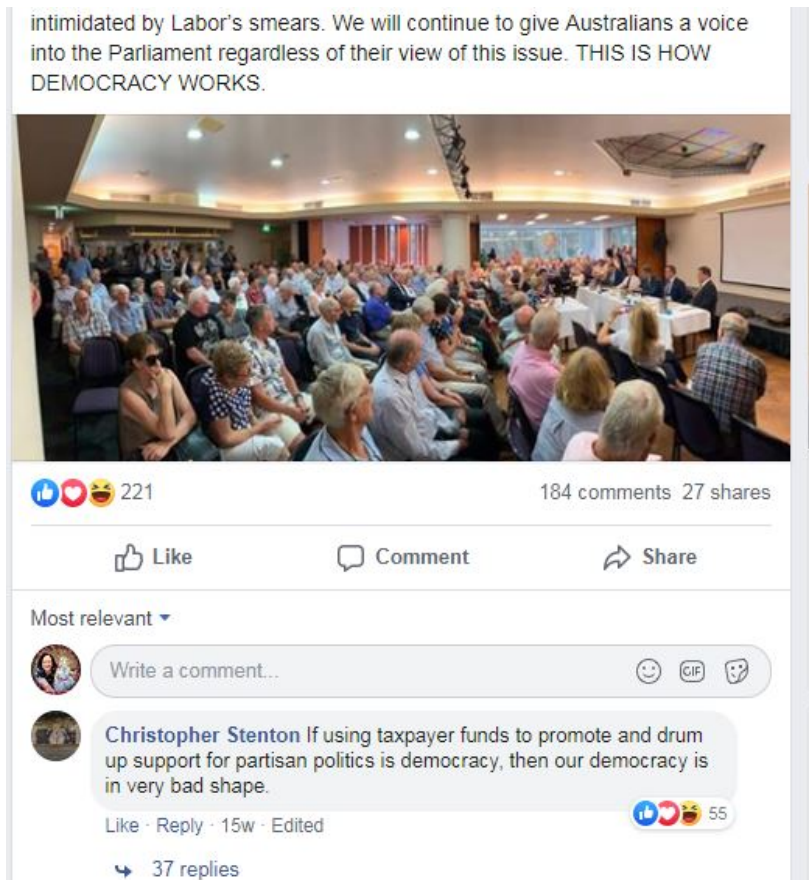 intimidated by Labor's smears. We will continue to give Australians a voice
into the Parliament regardless of their view of this issue. THIS IS HOW
DEMOCRACY WORKS.
221
184 comments 27 shares
Like
Comment
Share
Most relevant
Write a comment...
GIF
Christopher Stenton If using taxpayer funds to promote and drum
up support for partisan politics is democracy, then our democracy is
in very bad shape.
55
Like · Reply · 15w · Edited
37 replies